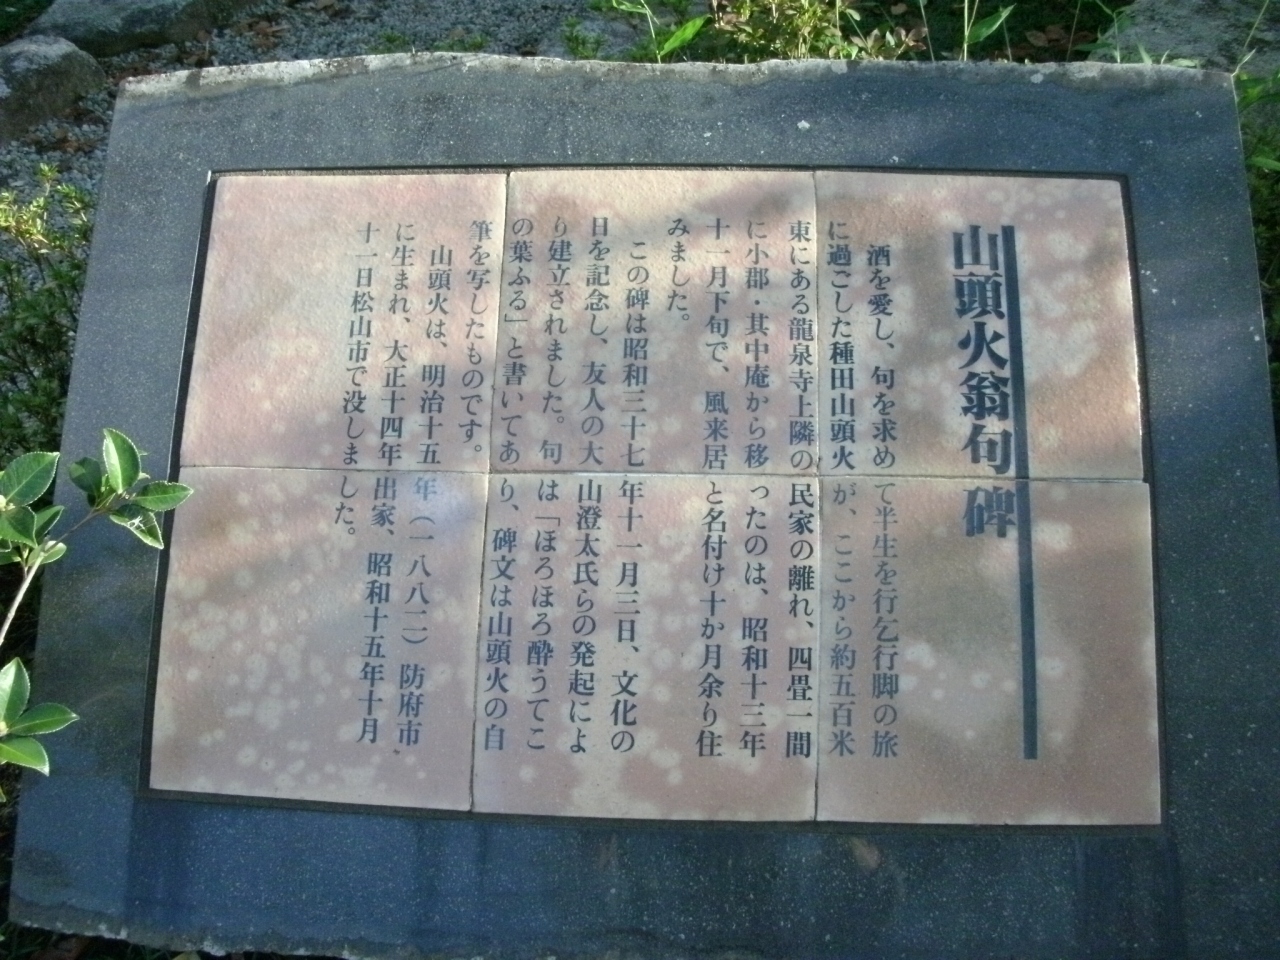 山頭火翁句碑
酒を愛し、句を求めて半生を行乞行脚の旅
に過ごした種田山頭火が、ここから約五百米
東にある龍泉寺上隣の民家の離れ、四畳一間
に小郡・其中庵から移ったのは、昭和十三年
十一月下旬で、風来居と名付け十か月余り住
みました。
この碑は昭和三十七年十一月三日、文化の
日を記念し、友人の大山澄太氏らの発起によ
り建立されました。句は「ほろほろ酔うてこ
の葉ふる」と書いてあり、碑文は山頭火の自
筆を写したものです。
山頭火は、明治十五年（一八八二）防府市
に生まれ、大正十四年出家、昭和十五年十月
十一日松山市で没しました。